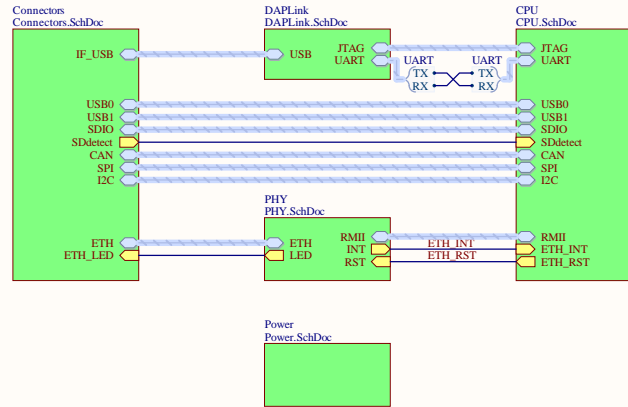 Connectors
Connectors.SchDoc
IF_USB
USB0
USB1
SDIO
SDdetect
CAN
SPI
I2C
ETH
ETH_LED
DAPLink
DAPLink.SchDoc
USB
JTAG
UART
UART
TX
RX
UART
TX
RX
CPU
CPU.SchDoc
JTAG
UART
USB0
USB1
SDIO
SDdetect
CAN
SPI
I2C
RMII
ETH_INT
ETH_RST
PHY
PHY.SchDoc
ETH
LED
RMII
INT
RST
ETH_INT
ETH_RST
Power
Power.SchDoc